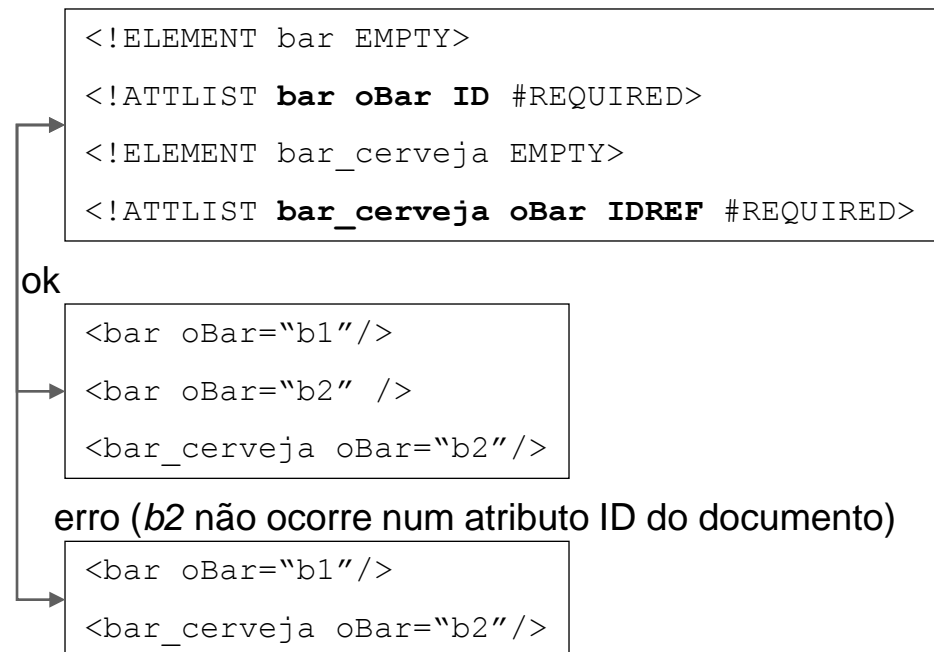 <!ELEMENT bar EMPTY>
<!ATTLIST bar oBar ID #REQUIRED>
<!ELEMENT bar_cerveja EMPTY>
<!ATTLIST bar_cerveja oBar IDREF #REQUIRED>
ok
<bar oBar=“b1”/>
<bar oBar=“b2” />
<bar_cerveja oBar=“b2”/>
erro (b2 não ocorre num atributo ID do documento)
<bar oBar=“b1”/>
<bar_cerveja oBar=“b2”/>